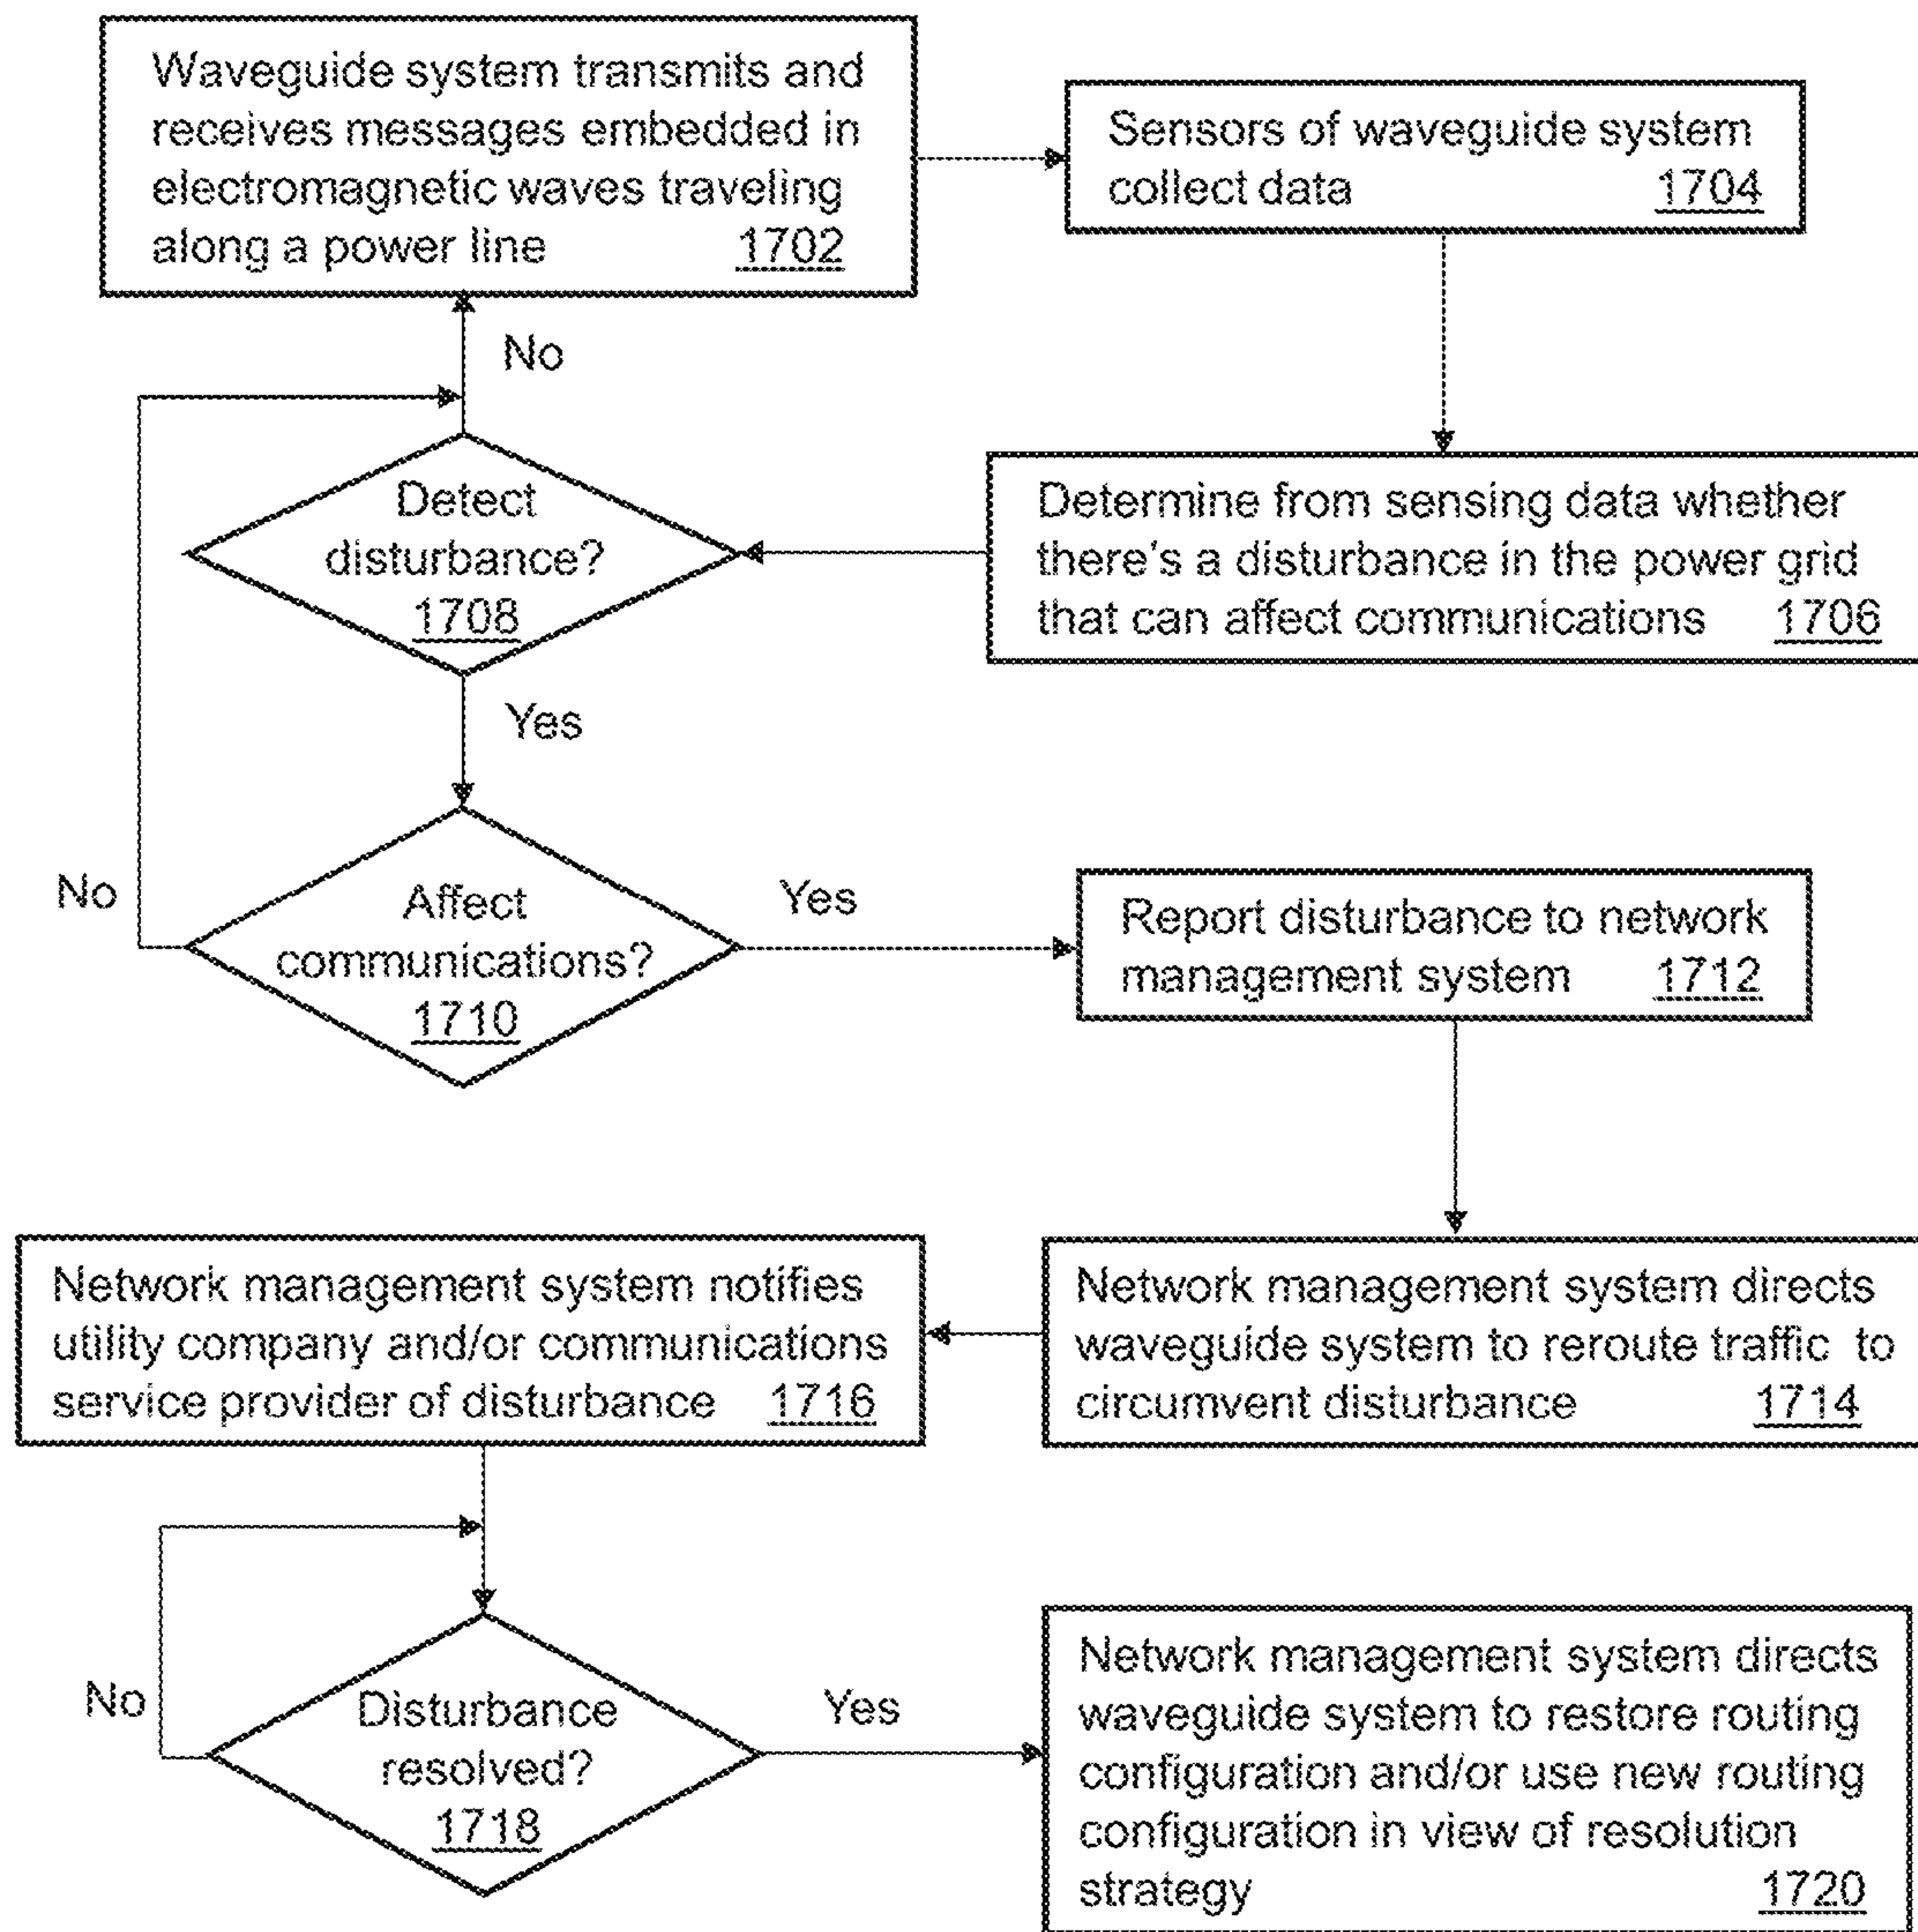 Waveguide system transmits and
receives messages embedded in
electromagnetic waves traveling
along a power line 1702
Sensors of waveguide system
collect data 1704
No
Detect
disturbance?
1708
Determine from sensing data whether
there's a disturbance in the power grid
that can affect communications 1706
Yes
No
Affect
communications?
1710
Yes
Report disturbance to network
management system 1712
Network management system notifies
utility company and/or communications
service provider of disturbance 1716
Network management system directs
waveguide system to reroute traffic to
circumvent disturbance 1714
No
Disturbance
resolved?
1718
Yes
Network management system directs
waveguide system to restore routing
configuration and/or use new routing
configuration in view of resolution
strategy 1720